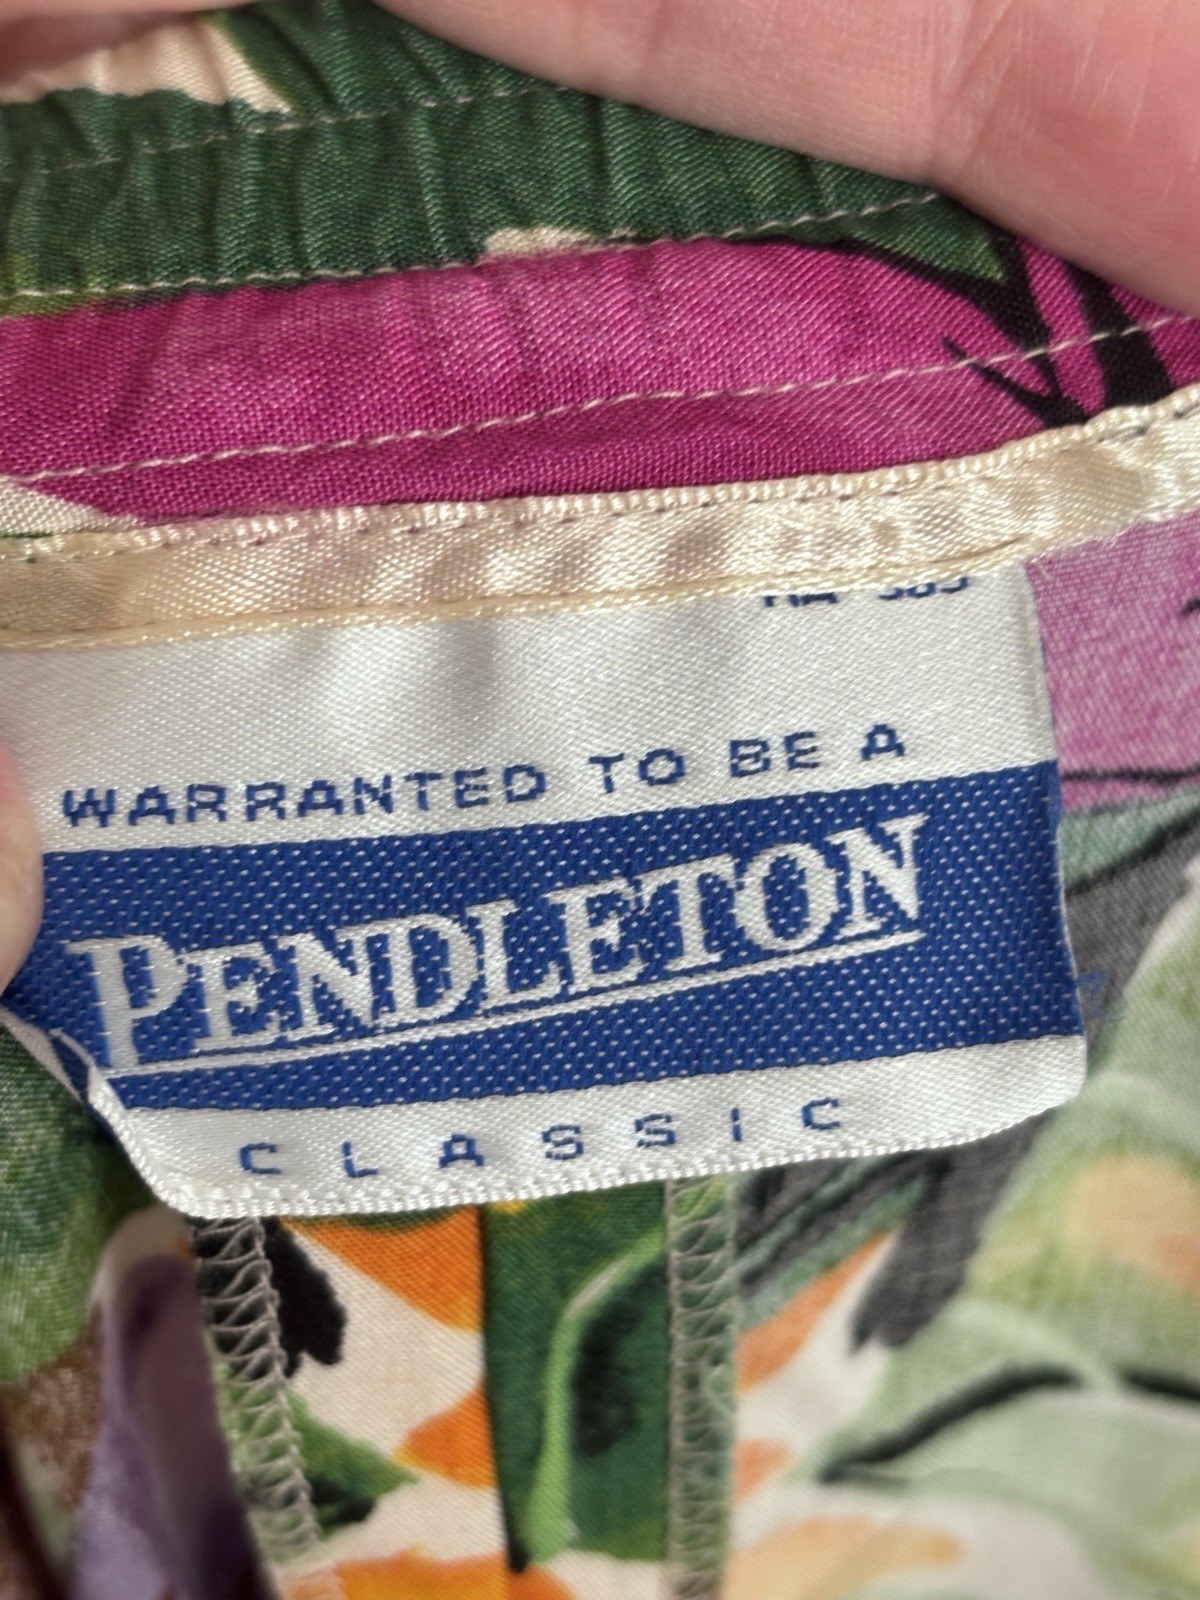 WARRANTED TO BE A
PENDLETON
CLASSIC